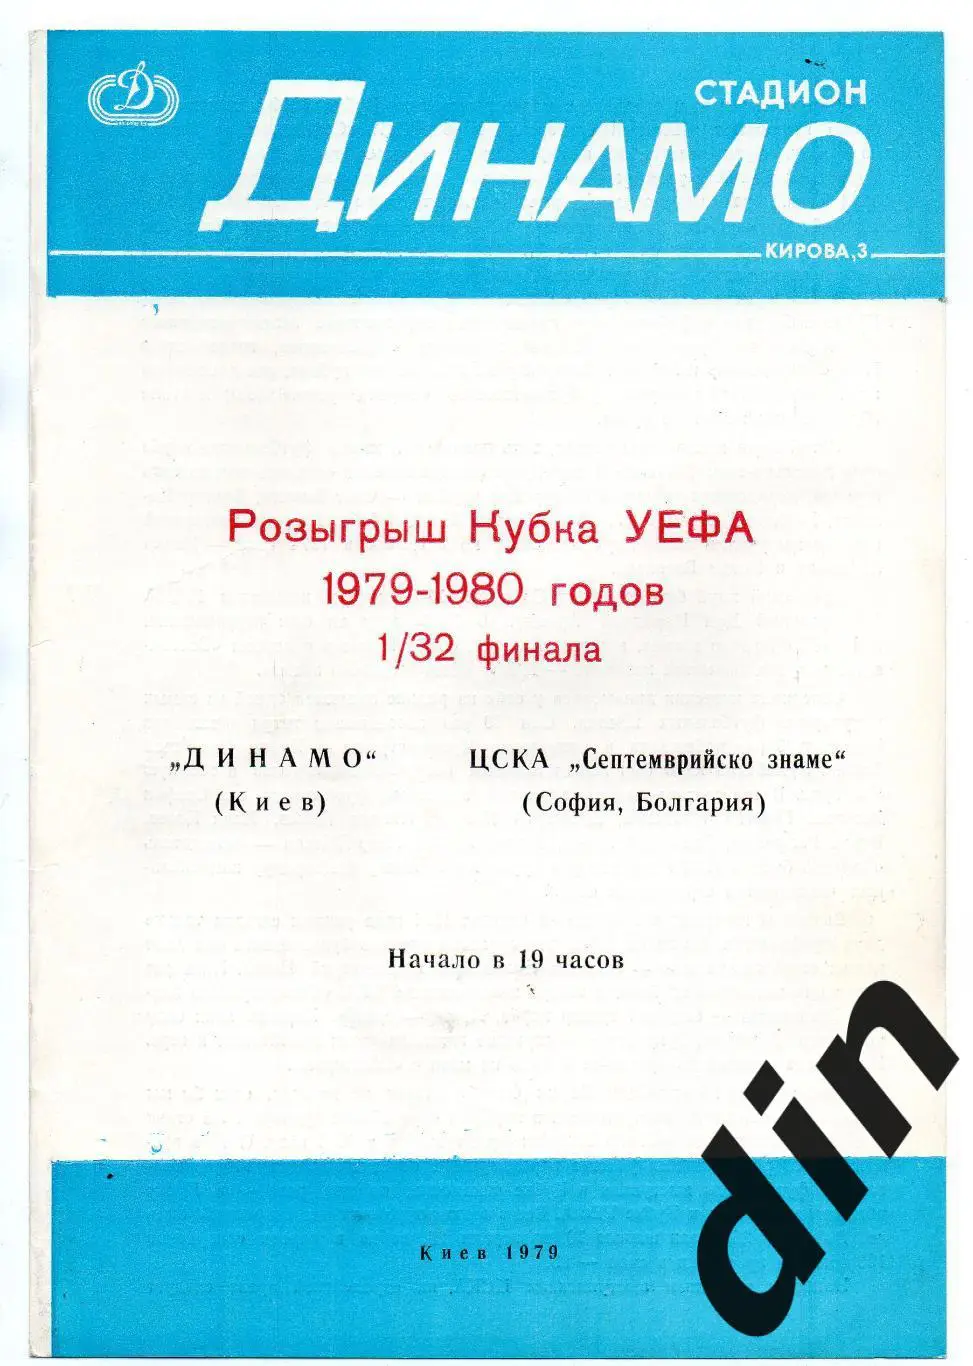 СТАДИОН
ДИНАМО
КИРОВА,3
Розыгрыш Кубка УЕФА
1979-1980 годов
1/32 финала
„ДИНАМО“
(Киев)
ЦСКА „Септемврийско знаме“
(София, Болгария)
Начало в 19 часов
Киев 1979
din